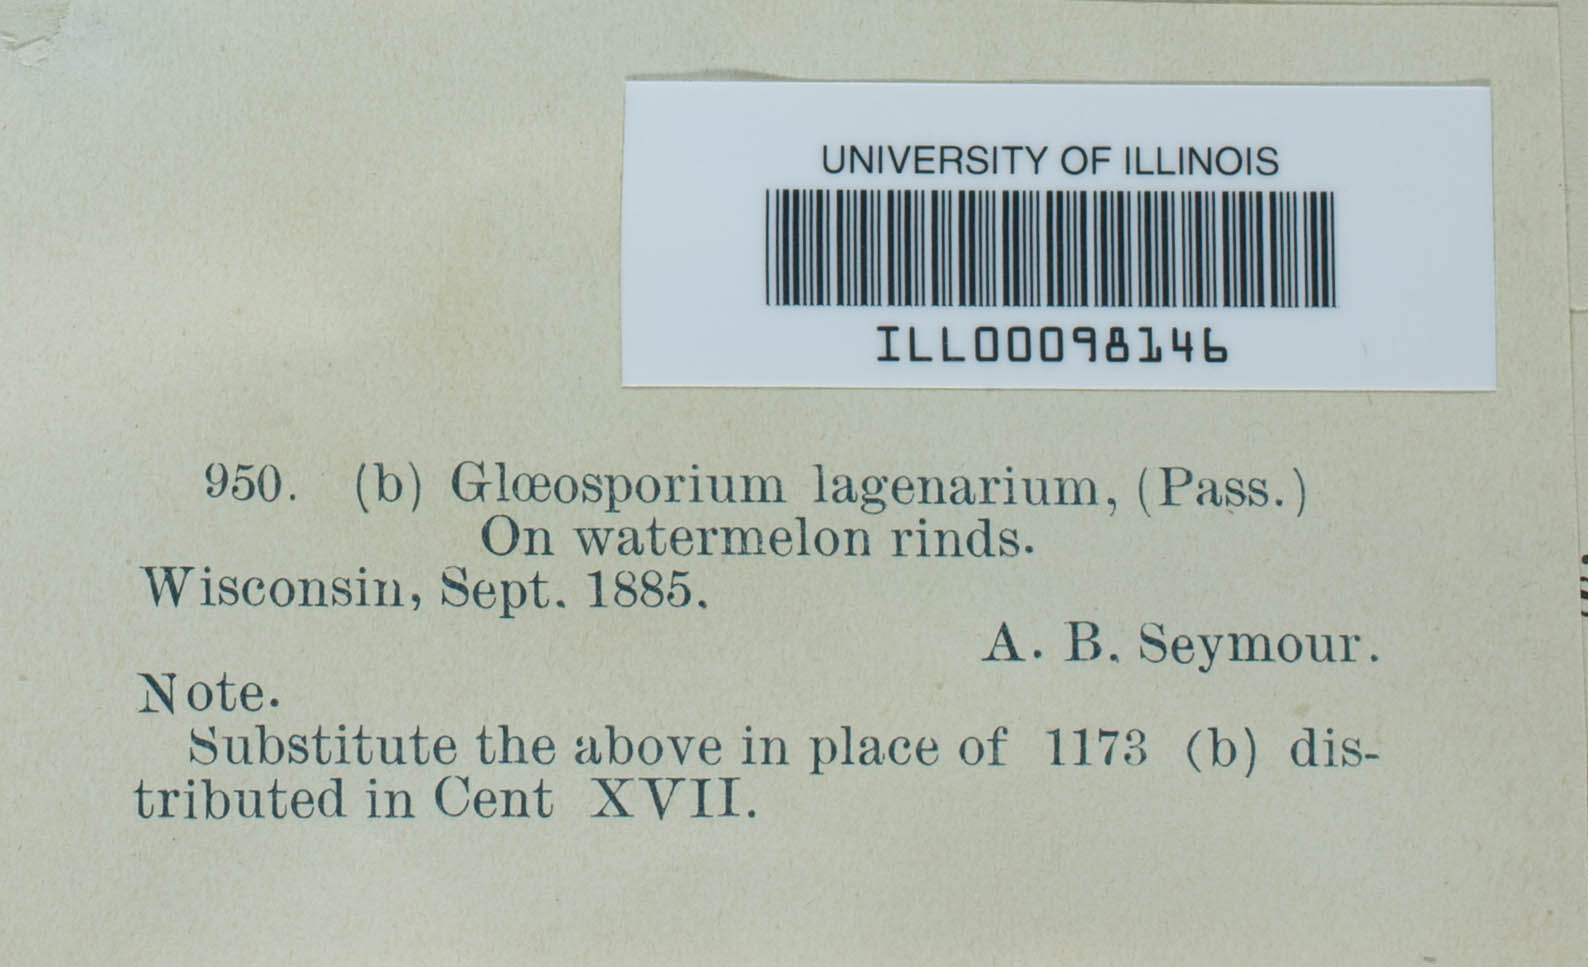 UNIVERSITY OF ILLINOIS
ILL00098146
950. (b) Glœosporium lagenarium, (Pass.)
On watermelon rinds.
Wisconsin, Sept. 1885.
A. B. Seymour.
Note.
Substitute the above in place of 1173 (b) dis-
tributed in Cent XVII.